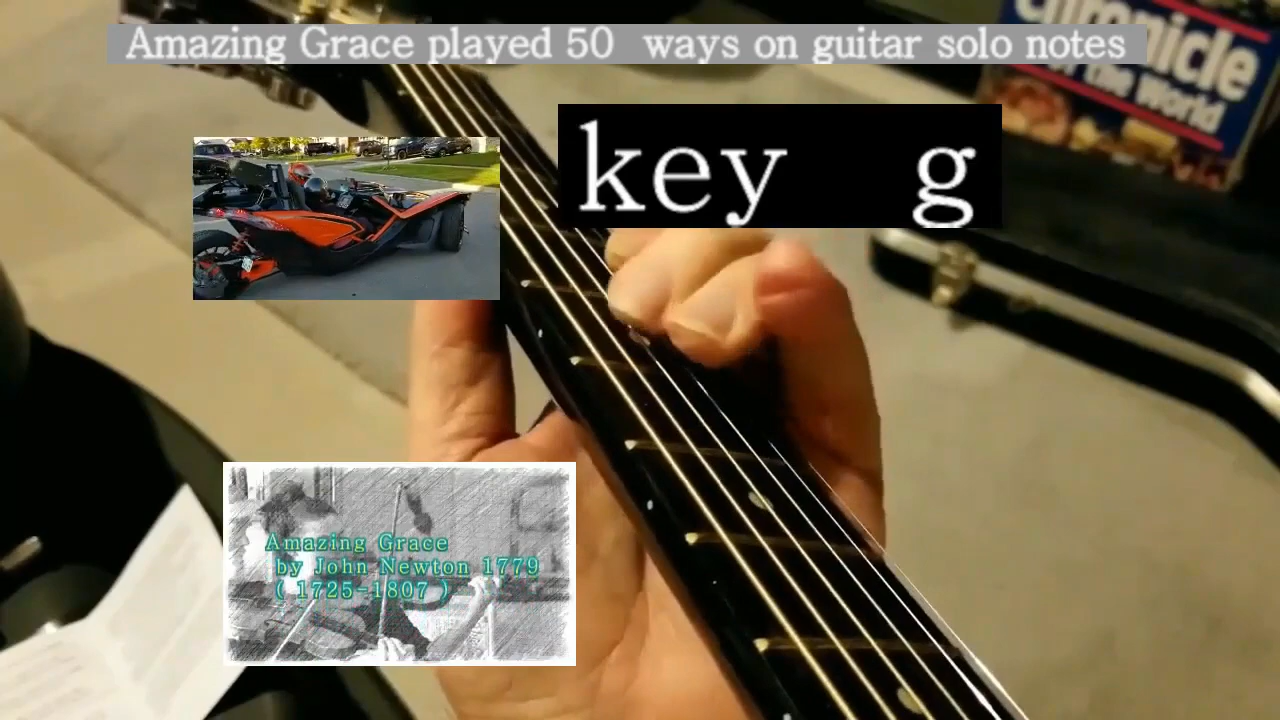 Amazing Grace played 50 ways on guitar solo notes
chronicle
of the World
key g
Amazing Grace
by John Newton 1779
( 1725-1807 )